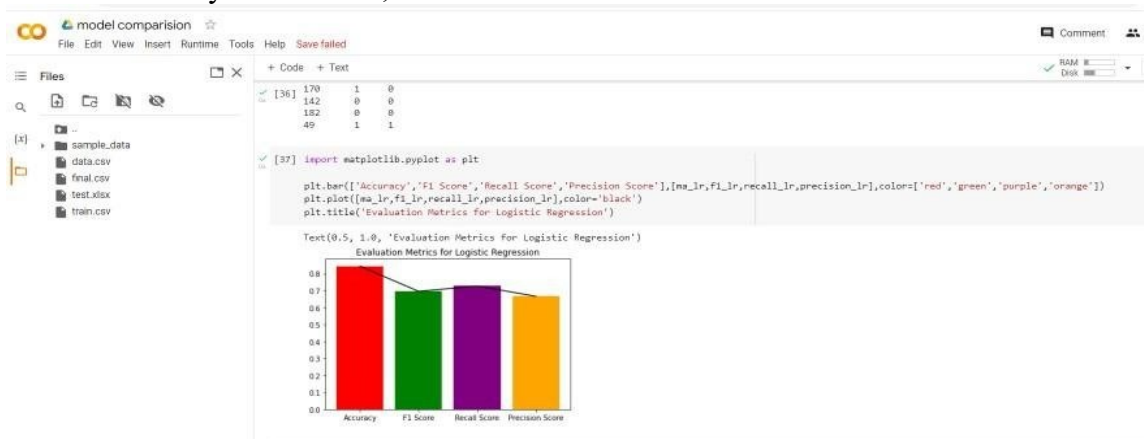 model comparision
Comment
File Edit View Insert Runtime Tools Help Save failed
Files
+ Code + Text
RAM
Disk
..
sample_data
data.csv
final.csv
test.xlsx
train.csv
{x}
[36] 170 1 0
142 0 0
182 0 0
49 1 1
[37] import matplotlib.pyplot as plt
plt.bar(['Accuracy','F1 Score','Recall Score','Precision Score'],[ma_lr,f1_lr,recall_lr,precision_lr],color=['red','green','purple','orange'])
plt.plot([ma_lr,f1_lr,recall_lr,precision_lr],color='black')
plt.title('Evaluation Metrics for Logistic Regression')
Text(0.5, 1.0, 'Evaluation Metrics for Logistic Regression')
Evaluation Metrics for Logistic Regression
0.8
0.7
0.6
0.5
0.4
0.3
0.2
0.1
0.0
Accuracy F1 Score Recall Score Precision Score